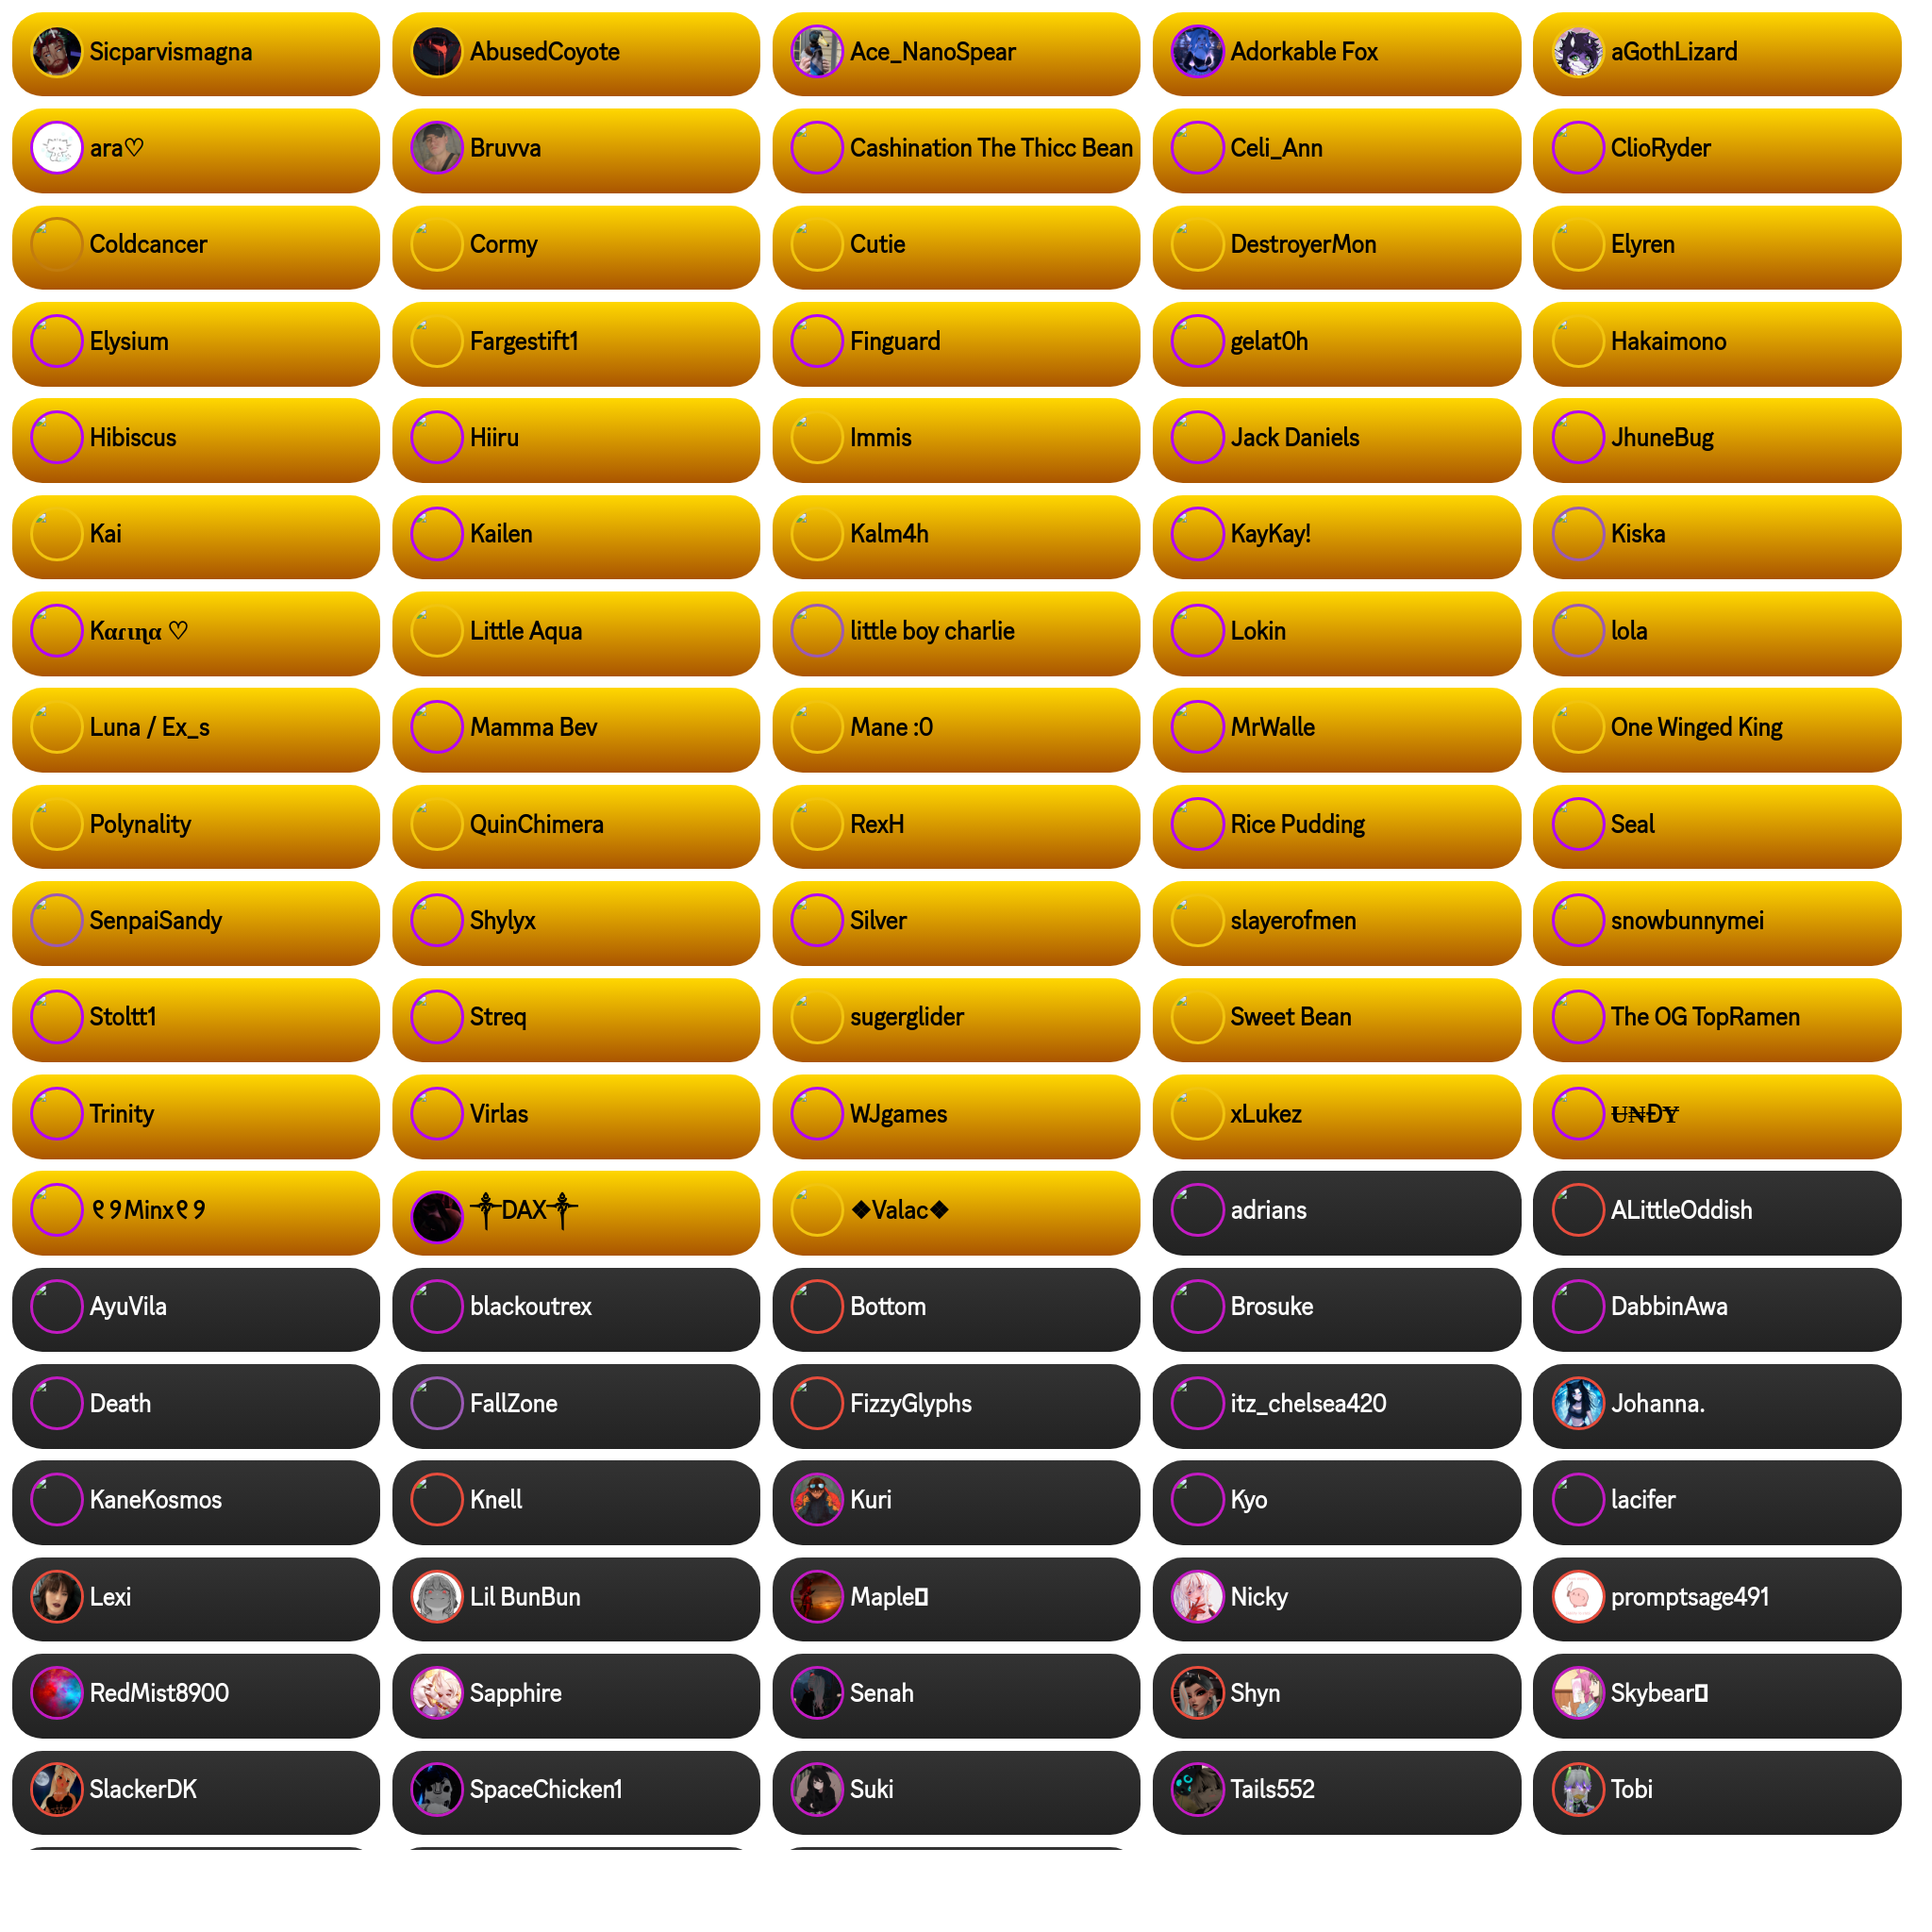 Sicparvismagna
AbusedCoyote
Ace_NanoSpear
Adorkable Fox
aGothLizard
ara♡
Bruvva
Cashination The Thicc Bean
Celi_Ann
ClioRyder
Coldcancer
Cormy
Cutie
DestroyerMon
Elyren
Elysium
Fargestift1
Finguard
gelat0h
Hakaimono
Hibiscus
Hiiru
Immis
Jack Daniels
JhuneBug
Kai
Kailen
Kalm4h
KayKay!
Kiska
Kαɾιɳα ♡
Little Aqua
little boy charlie
Lokin
lola
Luna / Ex_s
Mamma Bev
Mane :0
MrWalle
One Winged King
Polynality
QuinChimera
RexH
Rice Pudding
Seal
SenpaiSandy
Shylyx
Silver
slayerofmen
snowbunnymei
Stoltt1
Streq
sugerglider
Sweet Bean
The OG TopRamen
Trinity
Virlas
WJgames
xLukez
U̶N̶ĐɎ
୧୨Minx୧୨
⸸DAX⸸
❖Valac❖
adrians
ALittleOddish
AyuVila
blackoutrex
Bottom
Brosuke
DabbinAwa
Death
FallZone
FizzyGlyphs
itz_chelsea420
Johanna.
KaneKosmos
Knell
Kuri
Kyo
lacifer
Lexi
Lil BunBun
Maple
Nicky
promptsage491
RedMist8900
Sapphire
Senah
Shyn
Skybear
SlackerDK
SpaceChicken1
Suki
Tails552
Tobi